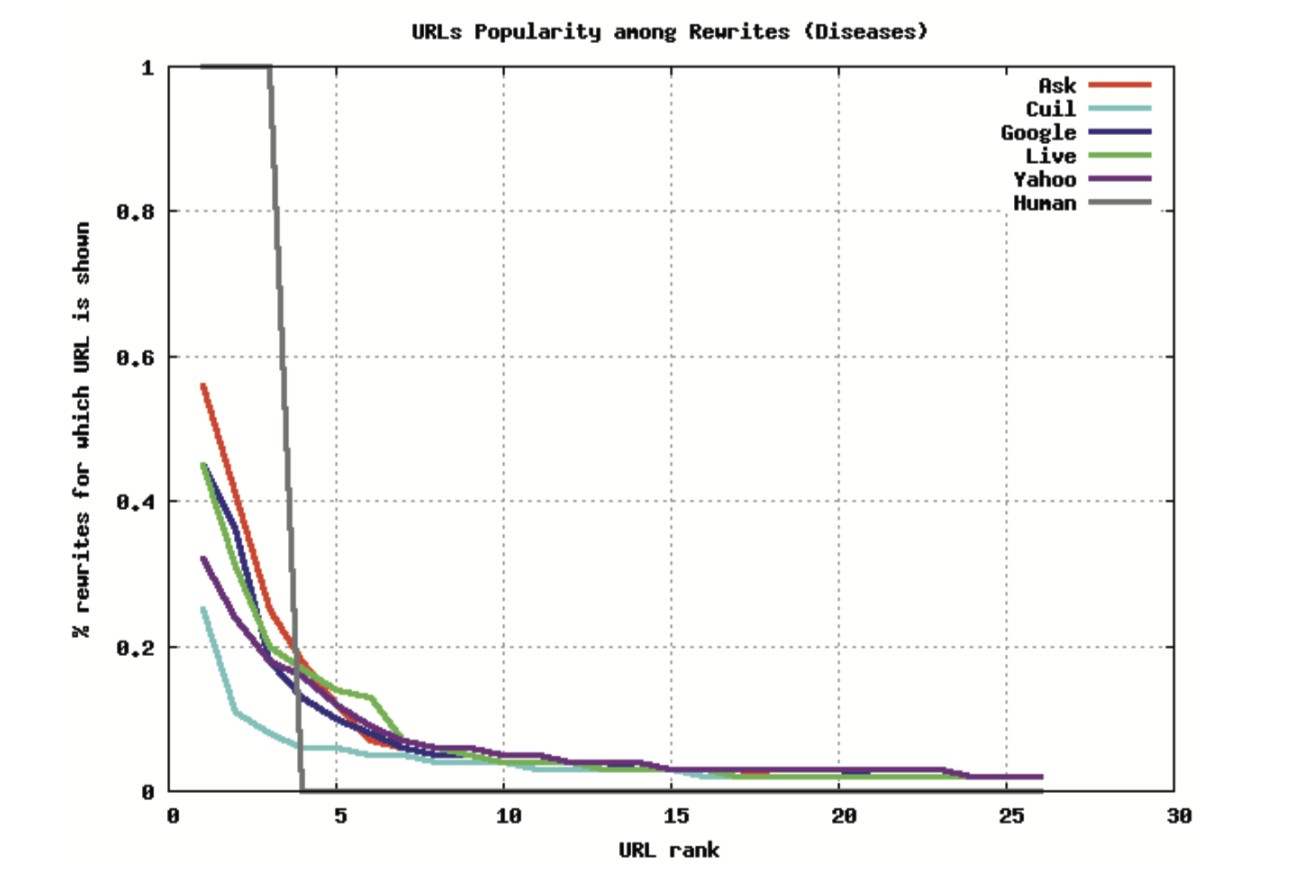 URLs Popularity among Rewrites (Diseases)
% rewrites for which URL is shown
1
0.8
0.6
0.4
0.2
0
Ask
Cuil
Google
Live
Yahoo
Human
0 5 10 15 20 25 30
URL rank